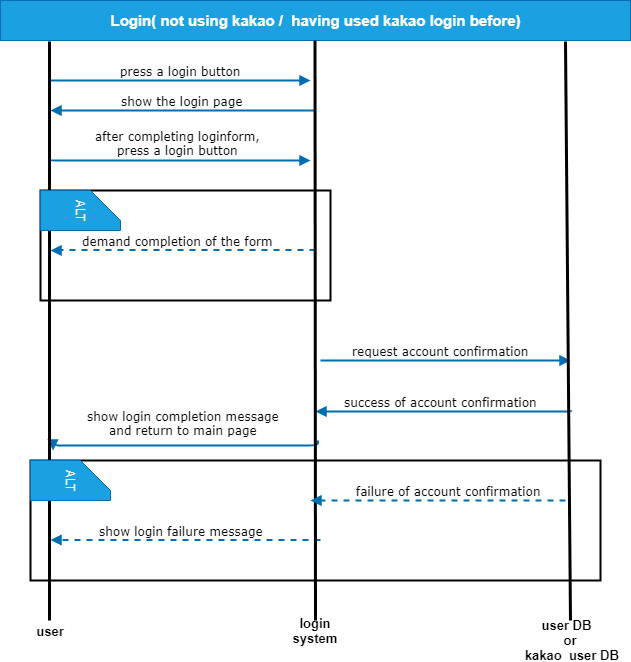 Login( not using kakao / having used kakao login before)
press a login button
show the login page
after completing loginform,
press a login button
ALT
demand completion of the form
request account confirmation
success of account confirmation
show login completion message
and return to main page
ALT
failure of account confirmation
show login failure message
user
login
system
user DB
or
kakao user DB